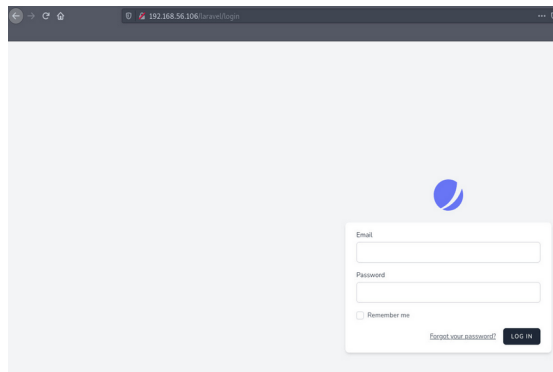 192.168.56.106/laravel/login
Email
Password
Remember me
Forgot your password? LOG IN